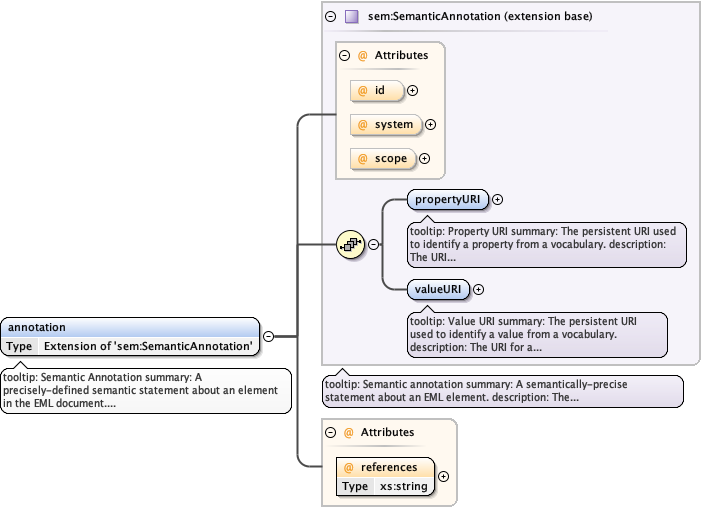 sem:SemanticAnnotation (extension base)
@ Attributes
@ id
@ system
@ scope
propertyURI
tooltip: Property URI summary: The persistent URI used
to identify a property from a vocabulary. description:
The URI...
valueURI
tooltip: Value URI summary: The persistent URI
used to identify a value from a vocabulary.
description: The URI for a...
annotation
Type Extension of 'sem:SemanticAnnotation'
tooltip: Semantic Annotation summary: A
precisely-defined semantic statement about an element
in the EML document....
tooltip: Semantic annotation summary: A semantically-precise
statement about an EML element. description: The...
@ Attributes
@ references
Type xs:string